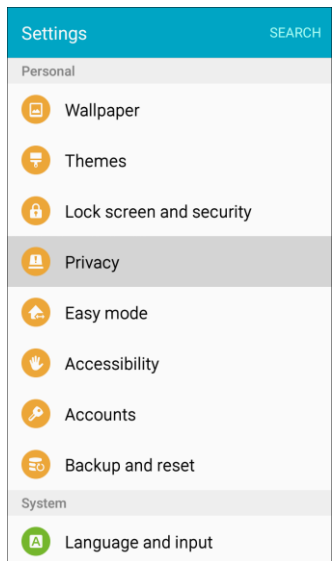 Settings SEARCH
Personal
Wallpaper
Themes
Lock screen and security
Privacy
Easy mode
Accessibility
Accounts
Backup and reset
System
A Language and input